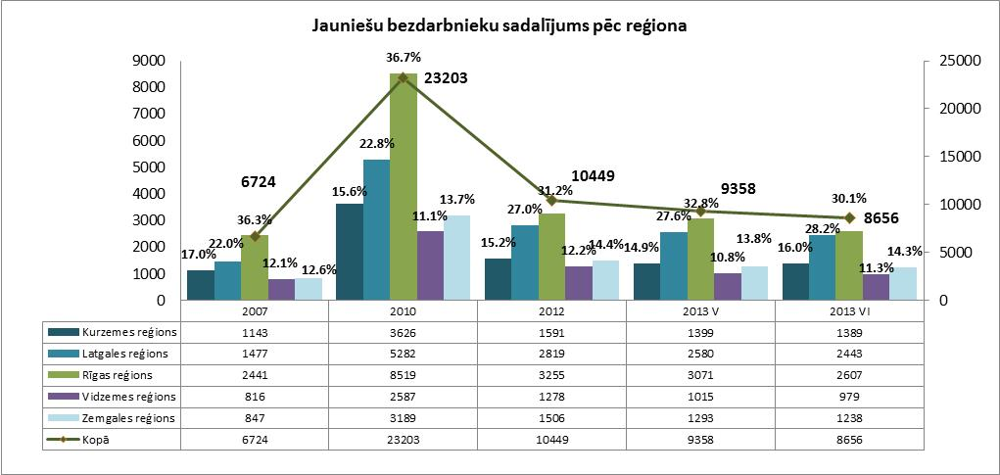 Jauniešu bezdarbnieku sadalījums pēc reģiona
9000 8000 7000 6000 5000 4000 3000 2000 1000 0
25000 20000 15000 10000 5000 0
17.0% 22.0% 36.3% 12.1% 12.6% 6724
15.6% 22.8% 36.7% 11.1% 13.7% 23203
15.2% 27.0% 31.2% 12.2% 14.4% 10449
14.9% 27.6% 32.8% 10.8% 13.8% 9358
16.0% 28.2% 30.1% 11.3% 14.3% 8656
2007 2010 2012 2013 V 2013 VI
Kurzemes reģions 1143 3626 1591 1399 1389
Latgales reģions 1477 5282 2819 2580 2443
Rīgas reģions 2441 8519 3255 3071 2607
Vidzemes reģions 816 2587 1278 1015 979
Zemgales reģions 847 3189 1506 1293 1238
Kopā 6724 23203 10449 9358 8656